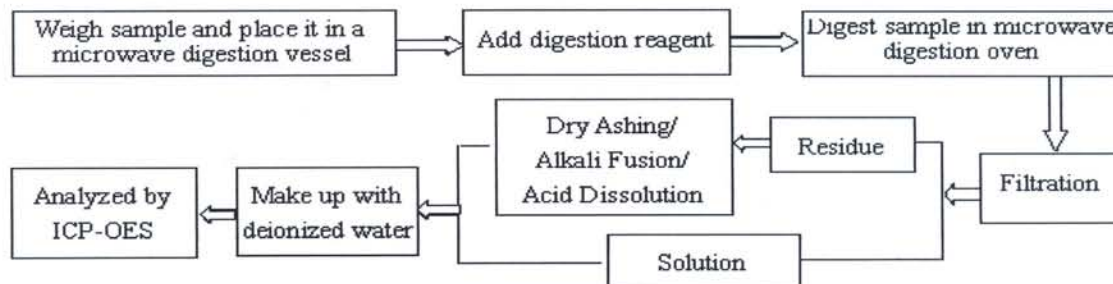 Weigh sample and place it in a
microwave digestion vessel
Add digestion reagent
Digest sample in microwave
digestion oven
Filtration
Residue
Dry Ashing/
Alkali Fusion/
Acid Dissolution
Solution
Make up with
deionized water
Analyzed by
ICP-OES